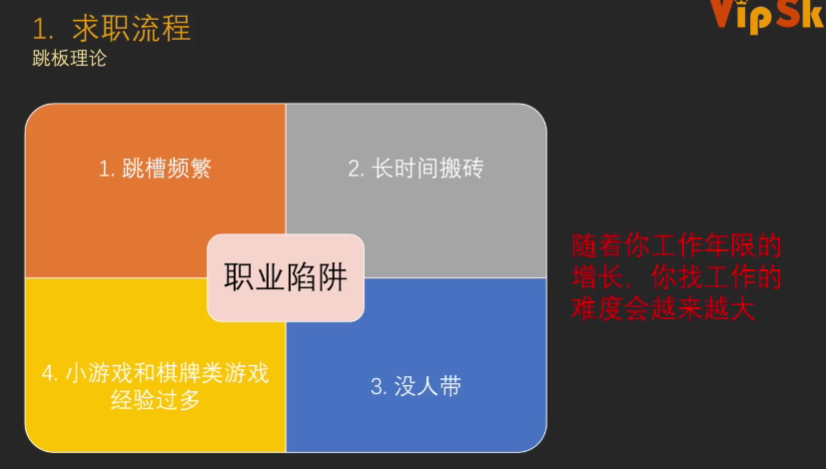 1. 求职流程
跳板理论
VipSk
1. 跳槽频繁
2. 长时间搬砖
职业陷阱
4. 小游戏和棋牌类游戏
经验过多
3. 没人带
随着你工作年限的
增长，你找工作的
难度会越来越大